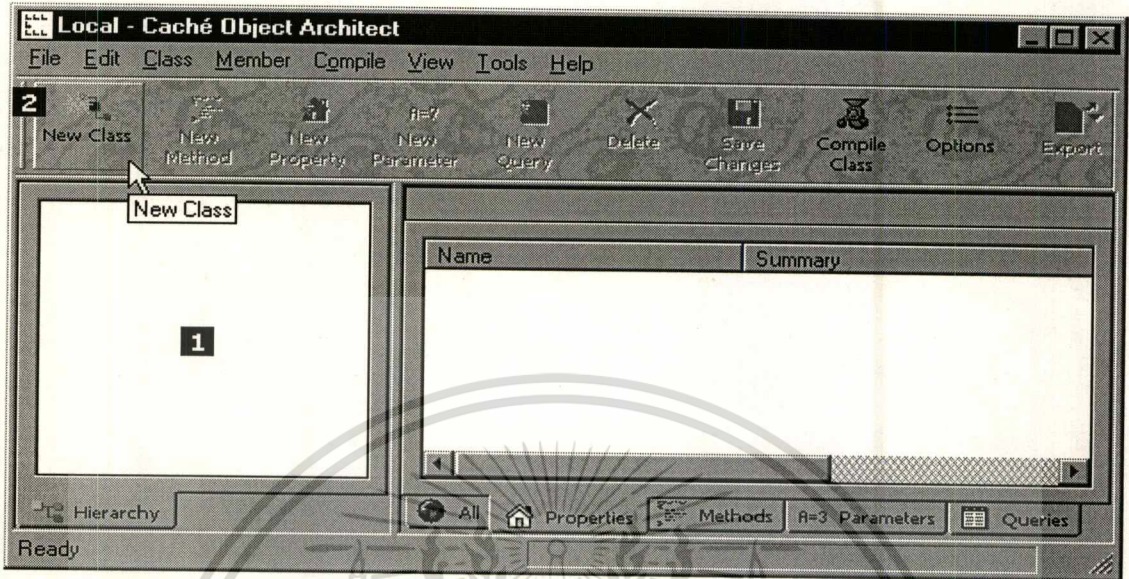 Local - Caché Object Architect
File Edit Class Member Compile View Tools Help
2
New Class
New Method
New Property
A=?
New Parameter
New Query
Delete
Save Changes
Compile Class
Options
Export
New Class
1
Name Summary
Hierarchy
All Properties Methods A=3 Parameters Queries
Ready